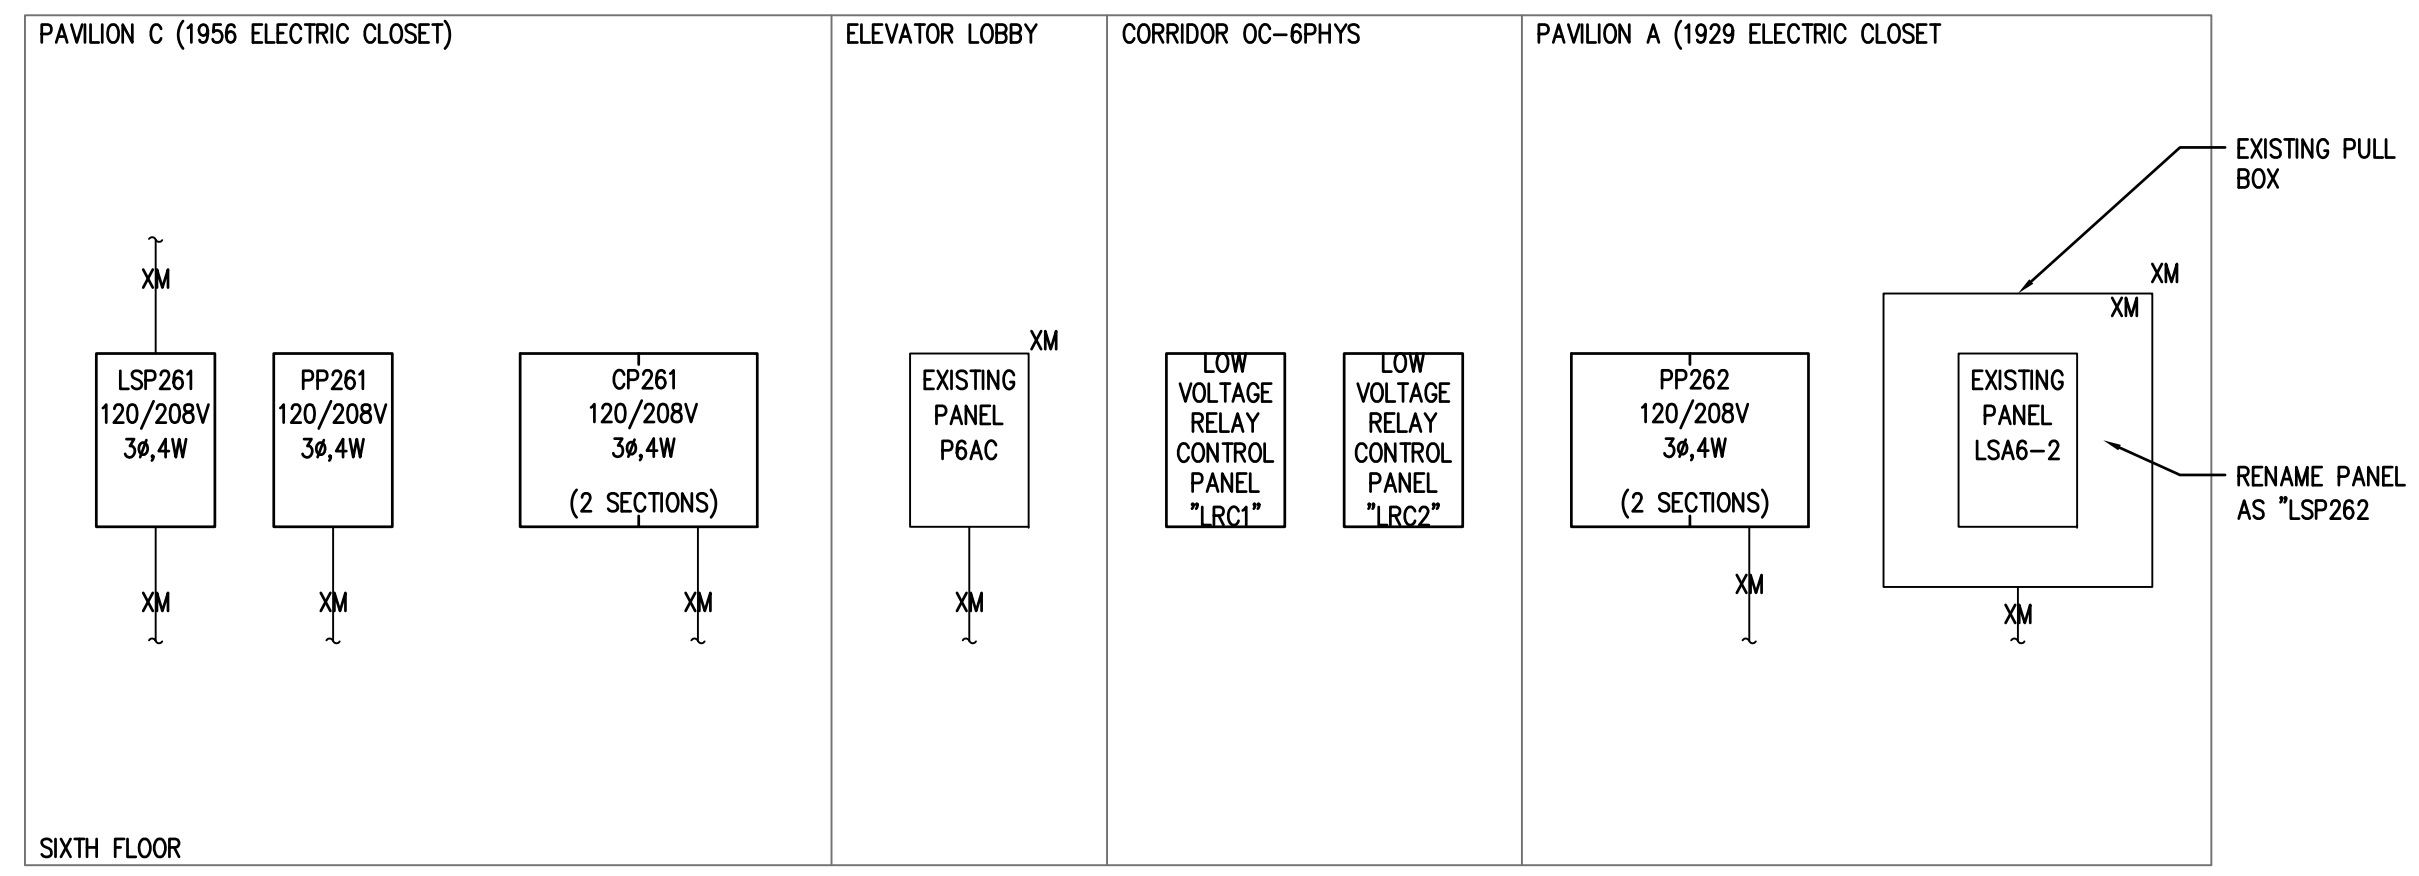 PAVILION C (1956 ELECTRIC CLOSET)
ELEVATOR LOBBY
CORRIDOR OC-6PHYS
PAVILION A (1929 ELECTRIC CLOSET
EXISTING PULL
BOX
XM
XM
XM
XM
LSP261
120/208V
3ø,4W
PP261
120/208V
3ø,4W
CP261
120/208V
3ø,4W
(2 SECTIONS)
EXISTING
PANEL
P6AC
LOW
VOLTAGE
RELAY
CONTROL
PANEL
"LRC1"
LOW
VOLTAGE
RELAY
CONTROL
PANEL
"LRC2"
PP262
120/208V
3ø,4W
(2 SECTIONS)
EXISTING
PANEL
LSA6-2
RENAME PANEL
AS "LSP262
XM
XM
XM
XM
XM
XM
SIXTH FLOOR